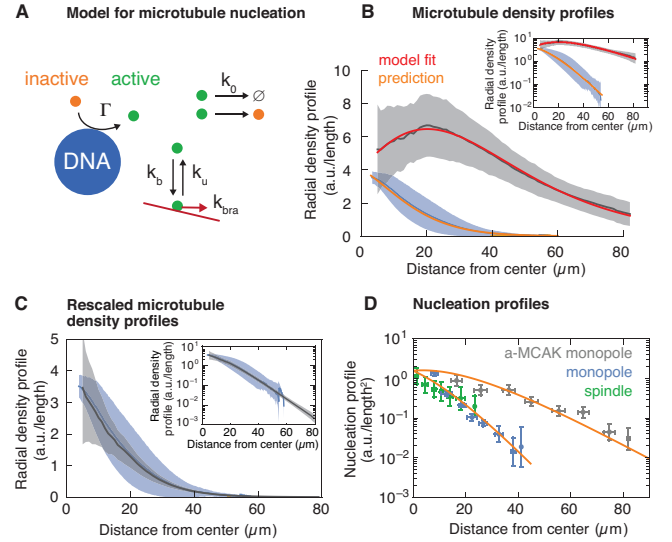 A Model for microtubule nucleation
inactive active
Γ
DNA
k₀
∅
k_b k_u
k_bra
B Microtubule density profiles
model fit
prediction
Radial density profile
(a.u./length)
10
8
6
4
2
0
0 20 40 60 80
Distance from center (µm)
Radial density
profile (a.u./length)
10¹
10⁰
10⁻¹
10⁻²
0 20 40 60 80
Distance from center (µm)
C Rescaled microtubule
density profiles
Radial density profile
(a.u./length)
5
4
3
2
1
0
0 20 40 60 80
Distance from center (µm)
Radial density
profile (a.u./length)
10¹
10⁰
10⁻¹
10⁻²
10⁻³
0 20 40 60 80
Distance from center (µm)
D Nucleation profiles
a-MCAK monopole
monopole
spindle
Nucleation profile
(a.u./length²)
10¹
10⁰
10⁻¹
10⁻²
10⁻³
0 20 40 60 80
Distance from center (µm)